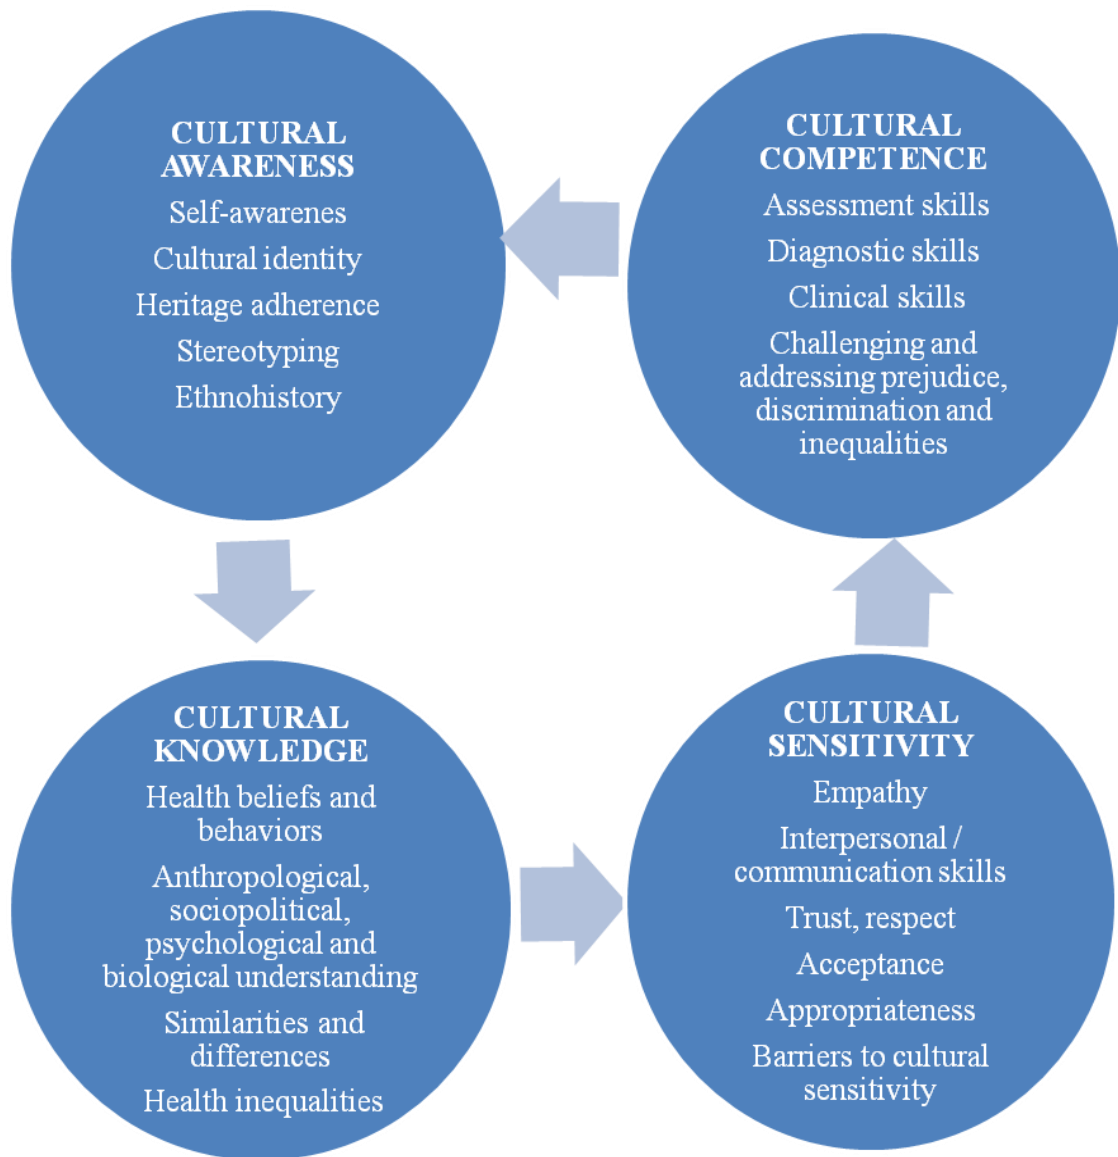 CULTURAL
AWARENESS
Self-awarenes
Cultural identity
Heritage adherence
Stereotyping
Ethnohistory
CULTURAL
COMPETENCE
Assessment skills
Diagnostic skills
Clinical skills
Challenging and
addressing prejudice,
discrimination and
inequalities
CULTURAL
KNOWLEDGE
Health beliefs and
behaviors
Anthropological,
sociopolitical,
psychological and
biological understanding
Similarities and
differences
Health inequalities
CULTURAL
SENSITIVITY
Empathy
Interpersonal /
communication skills
Trust, respect
Acceptance
Appropriateness
Barriers to cultural
sensitivity